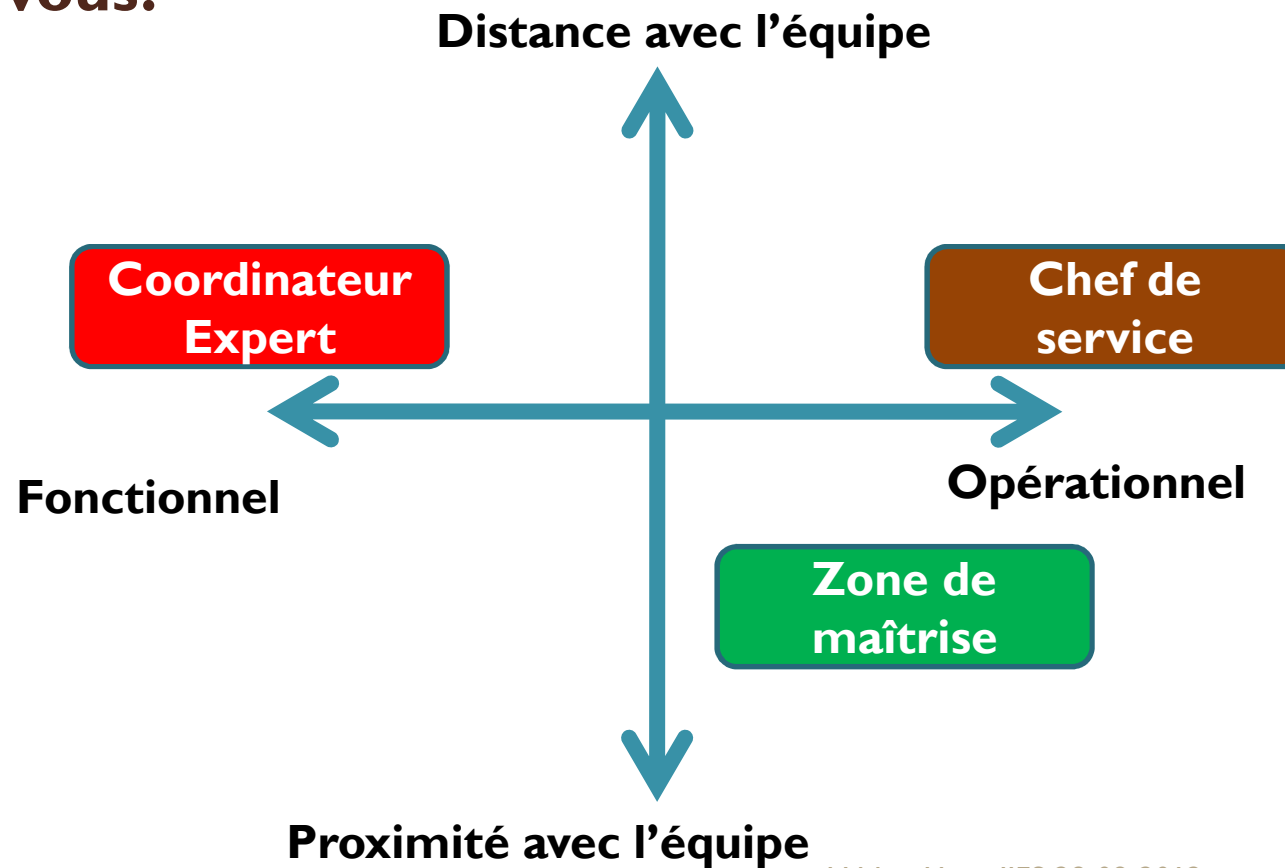 vous?
Distance avec l’équipe
Coordinateur
Expert
Chef de
service
Fonctionnel
Opérationnel
Zone de
maîtrise
Proximité avec l’équipe